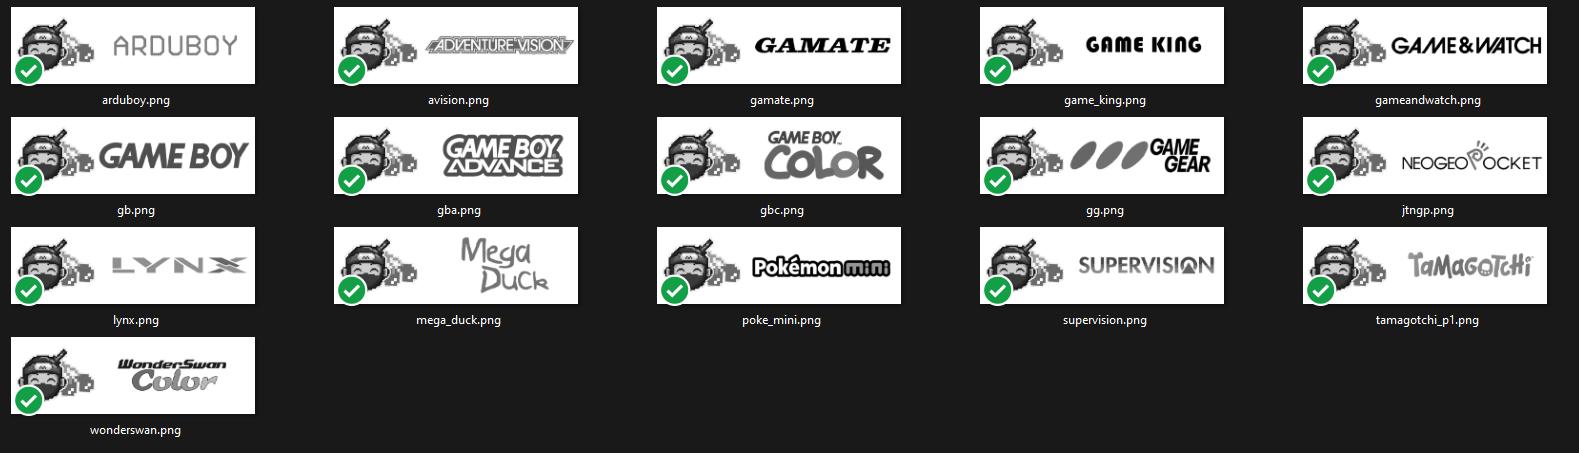 ARDUBOY
ADVENTURE VISION
GAMATE
GAME KING
GAME & WATCH
arduboy.png
avision.png
gamate.png
game_king.png
gameandwatch.png
GAME BOY
GAME BOY
ADVANCE
GAME BOY™
COLOR
GAME
GEAR
NEOGEO POCKET
gb.png
gba.png
gbc.png
gg.png
jtngp.png
LYNX
Mega
Duck
Pokémon mini
SUPERVISION
TaMaGoTCHi
lynx.png
mega_duck.png
poke_mini.png
supervision.png
tamagotchi_p1.png
WonderSwan
Color
wonderswan.png